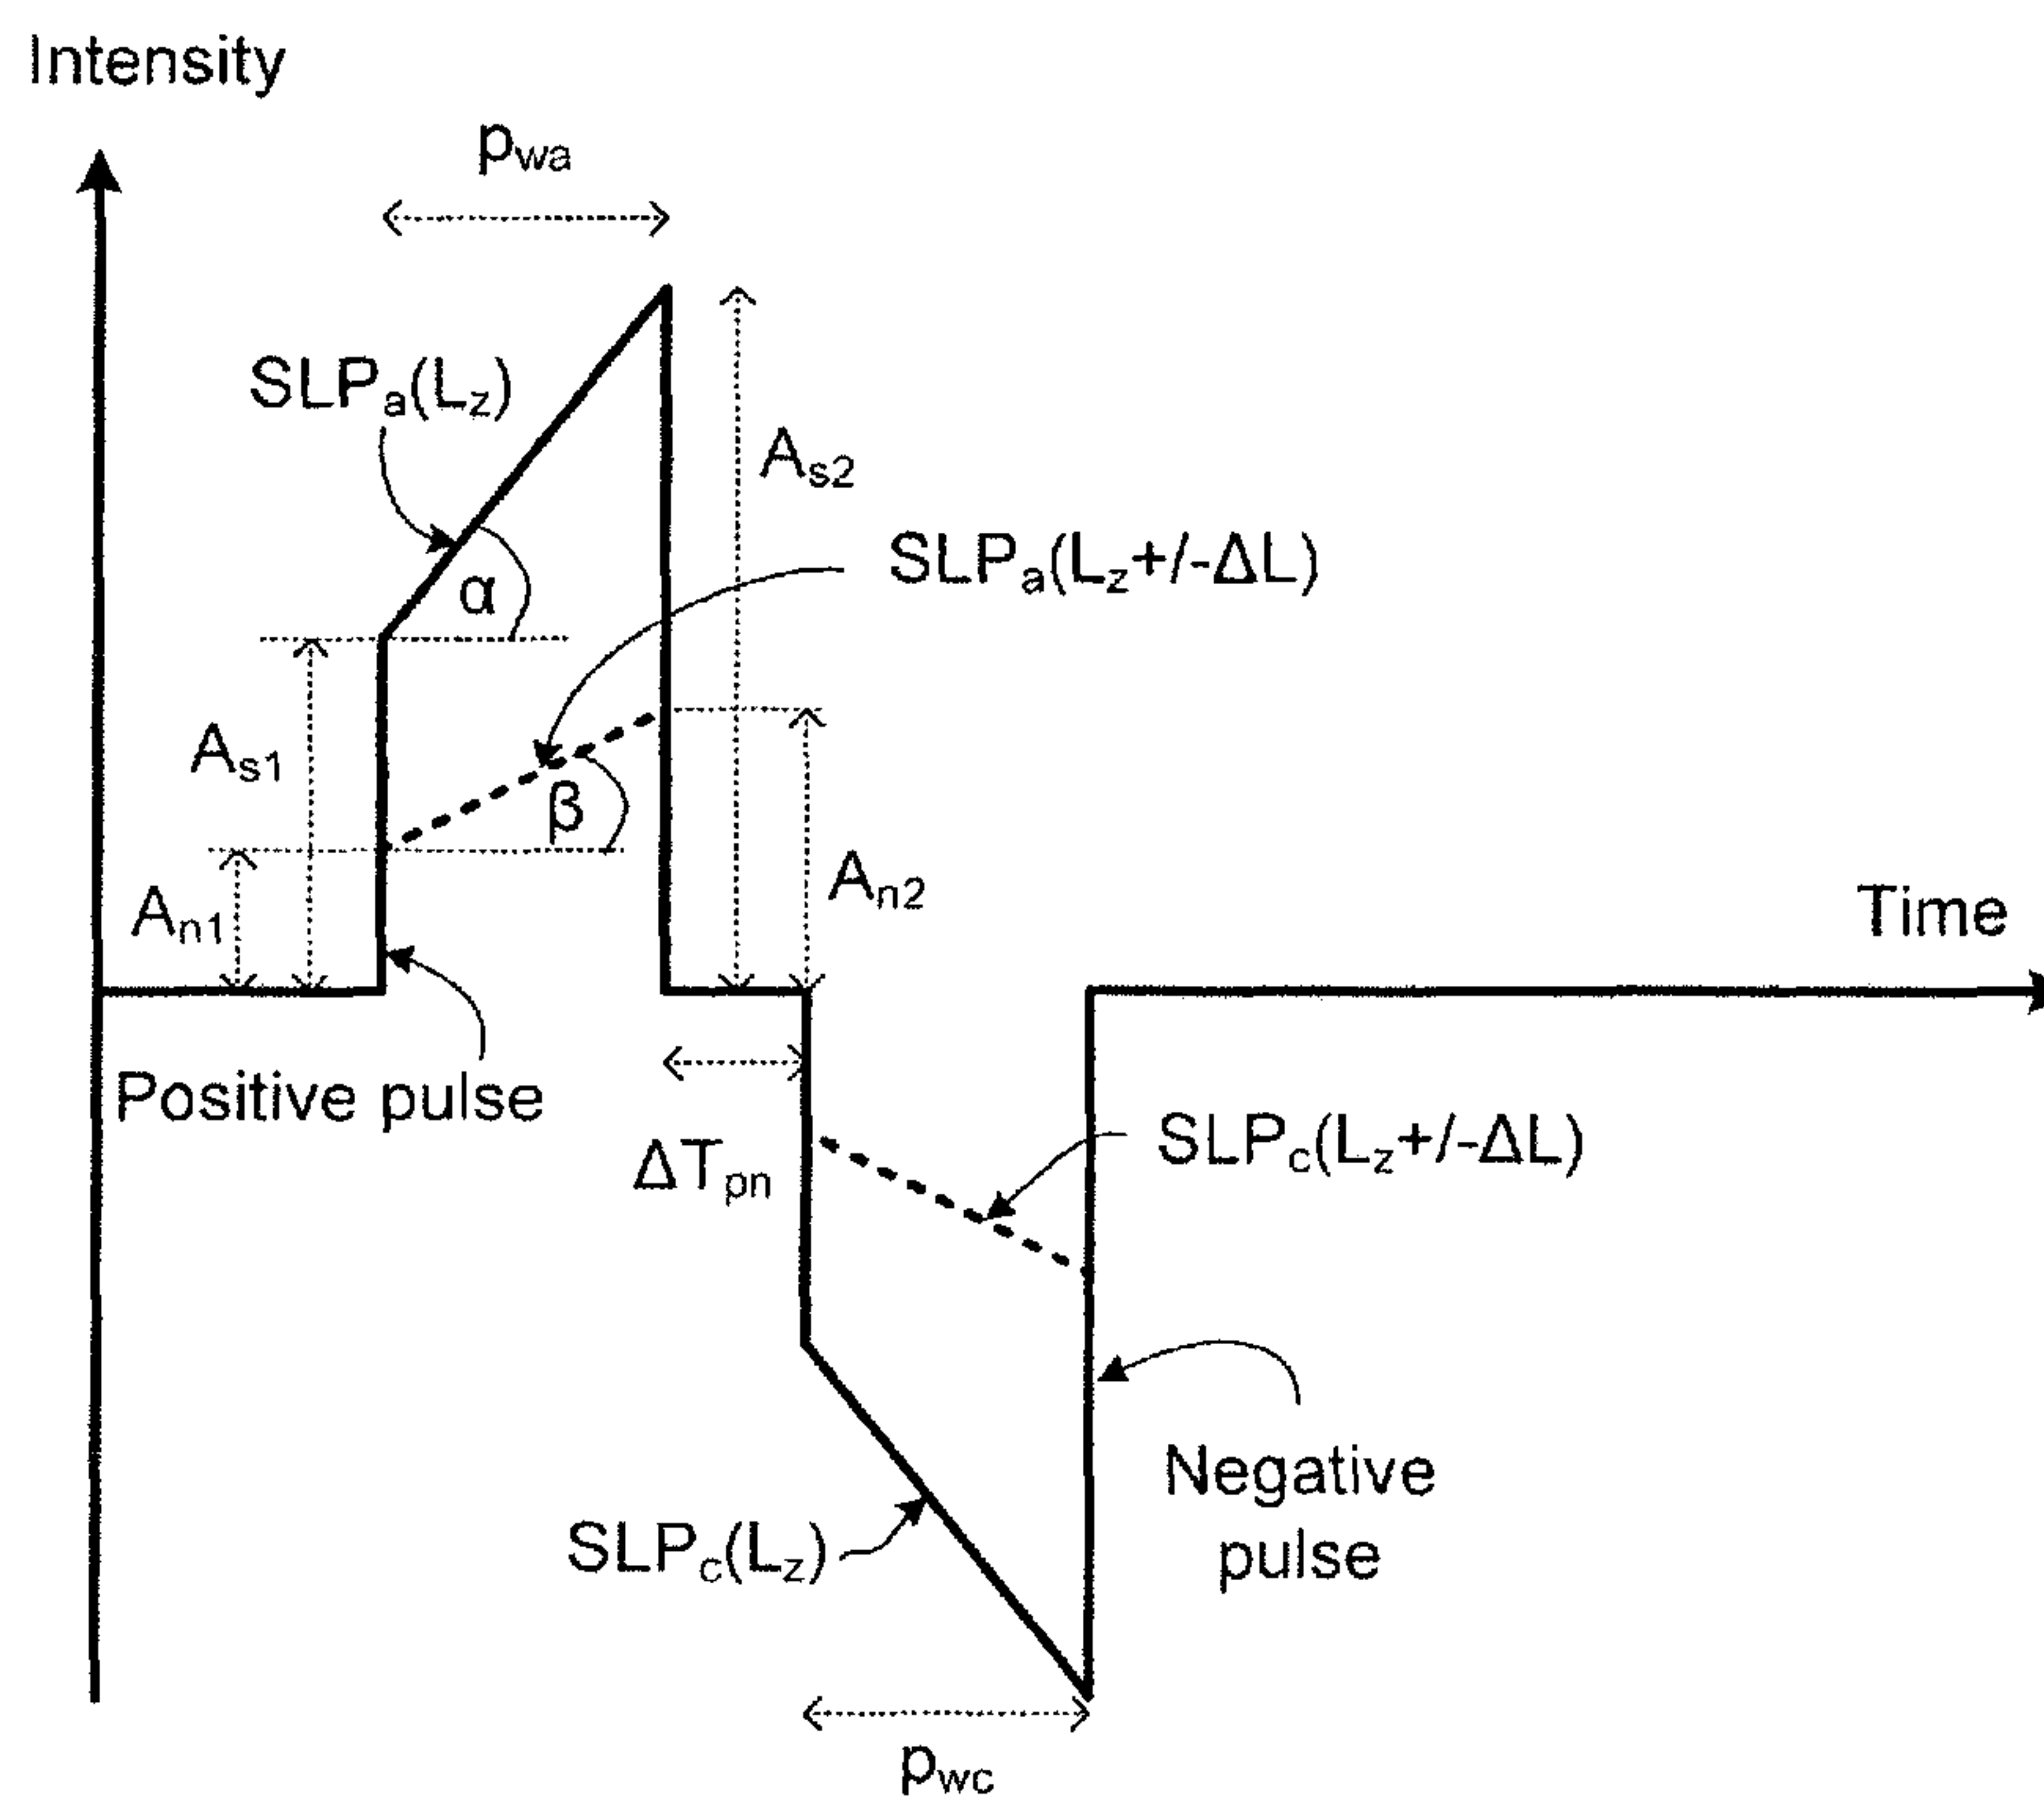 Intensity
pwa
SLPa(Lz)
As2
SLPa(Lz+/-ΔL)
α
As1
β
An2
An1
Time
Positive pulse
ΔTpn
SLPc(Lz+/-ΔL)
Negative
pulse
SLPc(Lz)
pwc